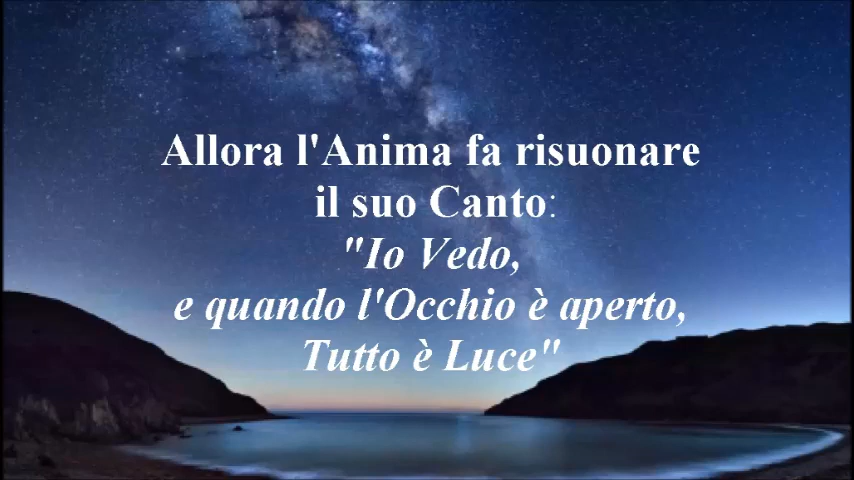 Allora l'Anima fa risuonare
il suo Canto:
"Io Vedo,
e quando l'Occhio è aperto,
Tutto è Luce"